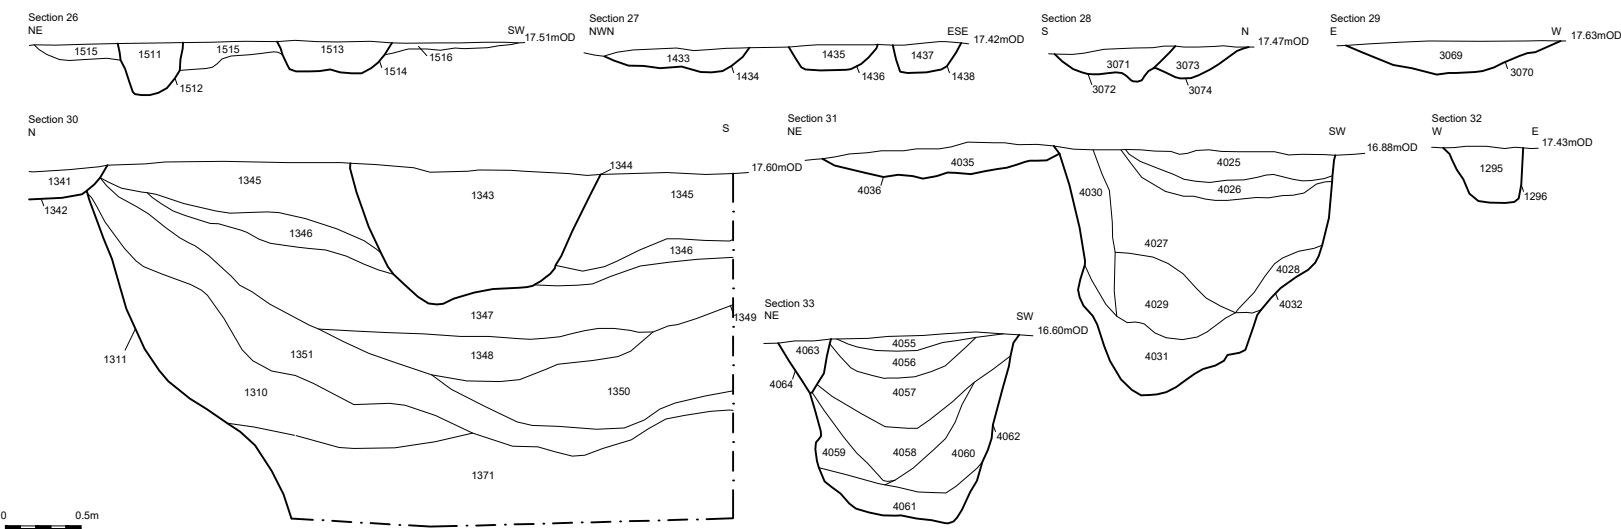 Section 26
NE
SW 17.51mOD
1515
1511
1515
1513
1516
1514
1512
Section 27
NWN
ESE
17.42mOD
1433
1435
1437
1434
1436
1438
Section 28
S
N
17.47mOD
3071
3073
3072
3074
Section 29
E
W
17.63mOD
3069
3070
Section 30
N
S
17.60mOD
1344
1341
1345
1343
1345
1342
1346
1346
1347
1349
1311
1351
1348
1310
1350
1371
Section 31
NE
SW
16.88mOD
4035
4025
4036
4030
4026
4027
4028
4029
4032
4031
Section 32
W
E
17.43mOD
1295
1296
Section 33
NE
SW
16.60mOD
4063
4055
4056
4064
4057
4062
4059
4058
4060
4061
0
0.5m